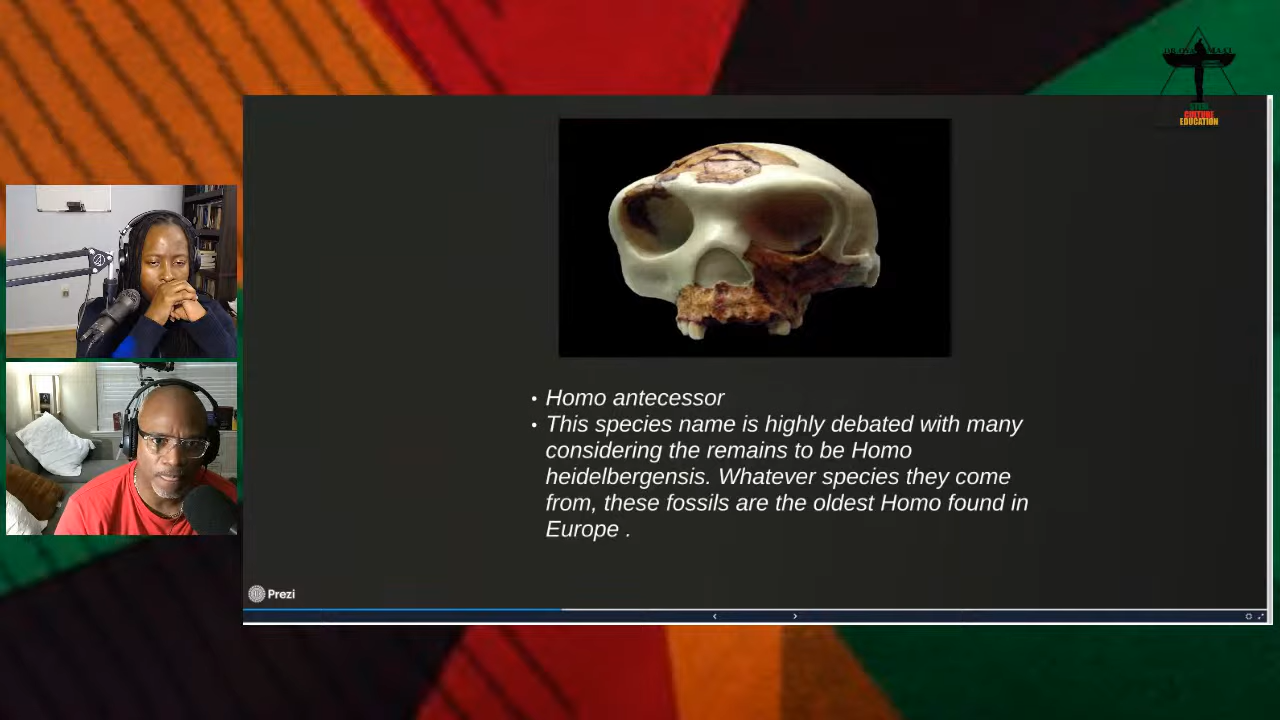 STEM
CULTURE
EDUCATION
• Homo antecessor
• This species name is highly debated with many
considering the remains to be Homo
heidelbergensis. Whatever species they come
from, these fossils are the oldest Homo found in
Europe .
Prezi